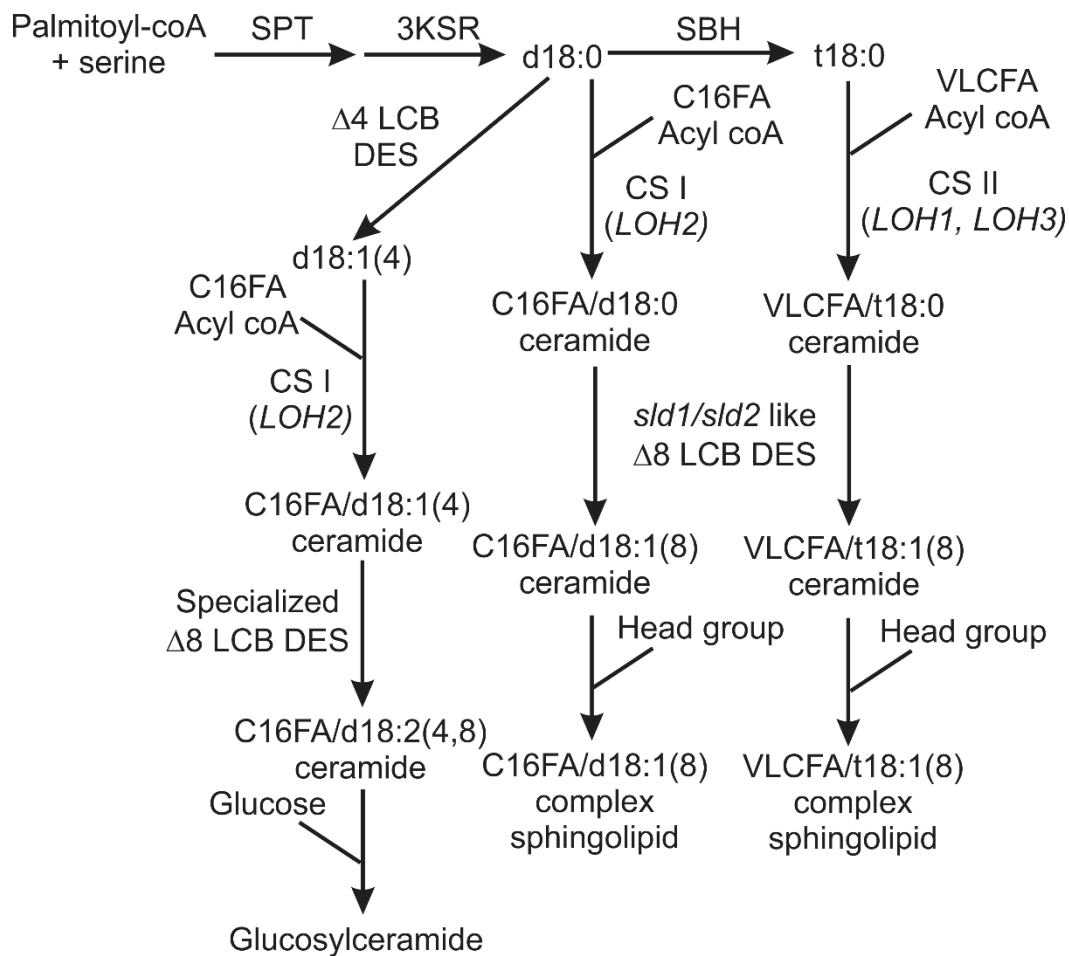 Palmitoyl-coA
+ serine
SPT
3KSR
d18:0
SBH
t18:0
Δ4 LCB
DES
C16FA
Acyl coA
VLCFA
Acyl coA
CS I
(LOH2)
CS II
(LOH1, LOH3)
d18:1(4)
C16FA
Acyl coA
CS I
(LOH2)
C16FA/d18:0
ceramide
VLCFA/t18:0
ceramide
sld1/sld2 like
Δ8 LCB DES
C16FA/d18:1(4)
ceramide
C16FA/d18:1(8)
ceramide
VLCFA/t18:1(8)
ceramide
Specialized
Δ8 LCB DES
Head group
Head group
C16FA/d18:2(4,8)
ceramide
Glucose
C16FA/d18:1(8)
complex
sphingolipid
VLCFA/t18:1(8)
complex
sphingolipid
Glucosylceramide